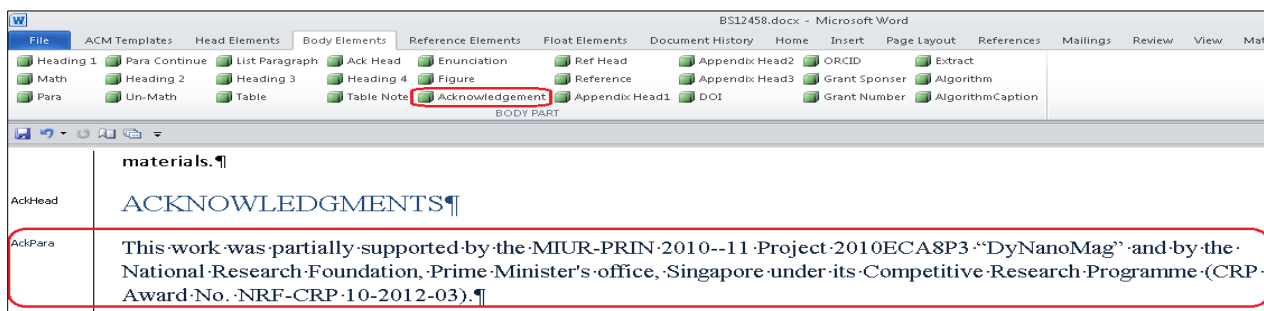 BS12458.docx - Microsoft Word
File ACM Templates Head Elements Body Elements Reference Elements Float Elements Document History Home Insert Page Layout References Mailings Review View Mat
Heading 1 Para Continue List Paragraph Ack Head Enunciation Ref Head Appendix Head2 ORCID Extract
Math Heading 2 Heading 3 Heading 4 Figure Reference Appendix Head3 Grant Sponser Algorithm
Para Un-Math Table Table Note Acknowledgement Appendix Head1 DOI Grant Number AlgorithmCaption
BODY PART
materials.¶
AckHead ACKNOWLEDGMENTS¶
AckPara This·work·was·partially·supported·by·the·MIUR-PRIN·2010--11·Project·2010ECA8P3·“DyNanoMag”·and·by·the·
National·Research·Foundation,·Prime·Minister's·office,·Singapore·under·its·Competitive·Research·Programme·(CRP·
Award·No.·NRF-CRP·10-2012-03).¶